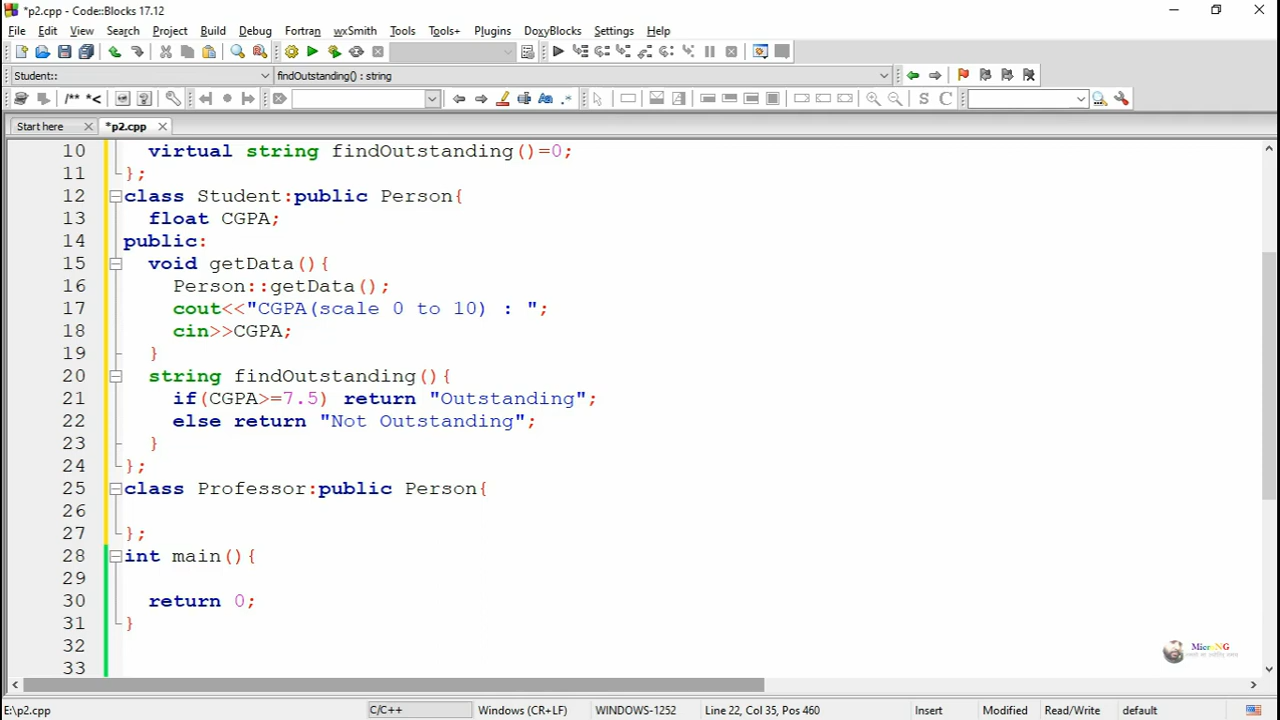 *p2.cpp - Code::Blocks 17.12
File Edit View Search Project Build Debug Fortran wxSmith Tools Tools+ Plugins DoxyBlocks Settings Help
Student:: findOutstanding() : string
/** *< S C
Start here *p2.cpp
10 virtual string findOutstanding()=0;
11 };
12 class Student:public Person{
13 float CGPA;
14 public:
15 void getData(){
16 Person::getData();
17 cout<<"CGPA(scale 0 to 10) : ";
18 cin>>CGPA;
19 }
20 string findOutstanding(){
21 if(CGPA>=7.5) return "Outstanding";
22 else return "Not Outstanding";
23 }
24 };
25 class Professor:public Person{
26
27 };
28 int main(){
29
30 return 0;
31 }
32
33
MicroNG
E:\p2.cpp C/C++ Windows (CR+LF) WINDOWS-1252 Line 22, Col 35, Pos 460 Insert Modified Read/Write default